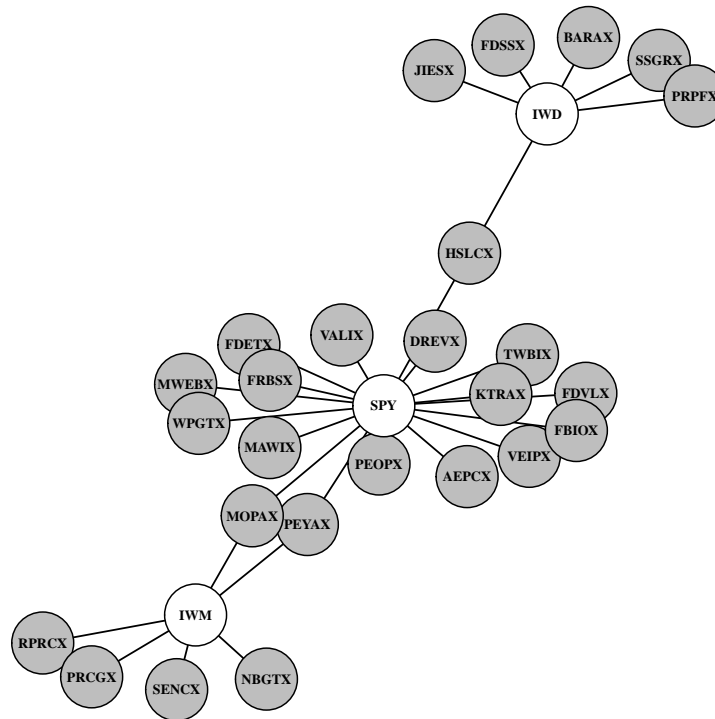 BARAX
FDSSX
SSGRX
JIESX
PRPFX
IWD
HSLCX
VALIX
DREVX
FDETX
TWBIX
FRBSX
MWEBX
KTRAX
FDVLX
SPY
WPGTX
FBIOX
MAWIX
VEIPX
PEOPX
AEPCX
MOPAX
PEYAX
IWM
RPRCX
PRCGX
NBGTX
SENCX